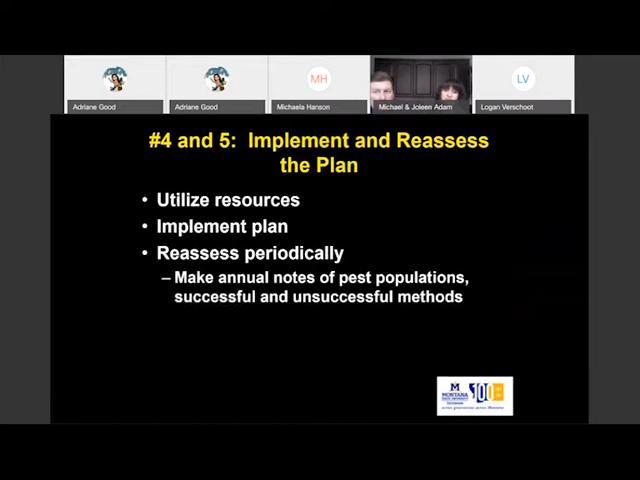 MH
LV
Adriane Good
Adriane Good
Michaela Hanson
Michael & Joleen Adam
Logan Verschoot
#4 and 5: Implement and Reassess
the Plan
• Utilize resources
• Implement plan
• Reassess periodically
– Make annual notes of pest populations,
successful and unsuccessful methods
M
MONTANA
100